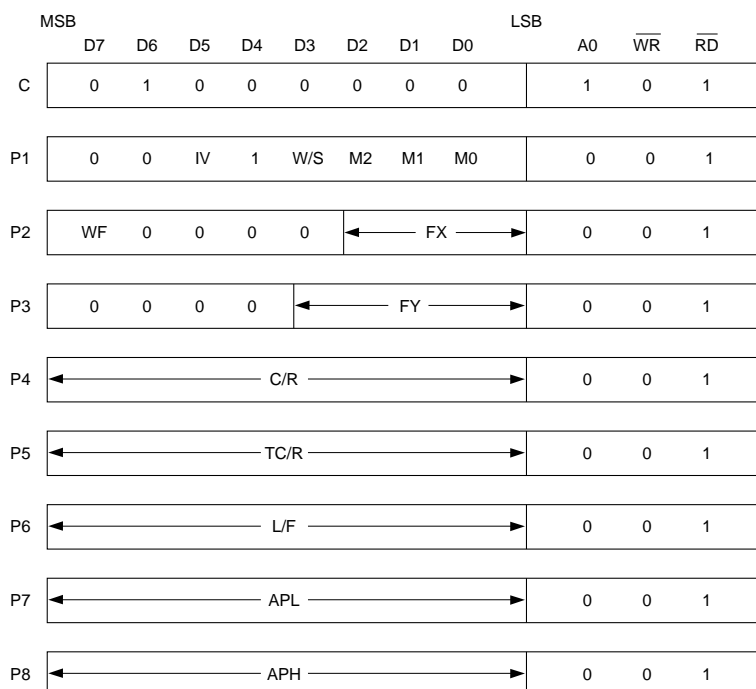 MSB LSB
D7 D6 D5 D4 D3 D2 D1 D0 A0 W̅R̅ R̅D̅
C 0 1 0 0 0 0 0 0 1 0 1
P1 0 0 IV 1 W/S M2 M1 M0 0 0 1
P2 WF 0 0 0 0 FX 0 0 1
P3 0 0 0 0 FY 0 0 1
P4 C/R 0 0 1
P5 TC/R 0 0 1
P6 L/F 0 0 1
P7 APL 0 0 1
P8 APH 0 0 1